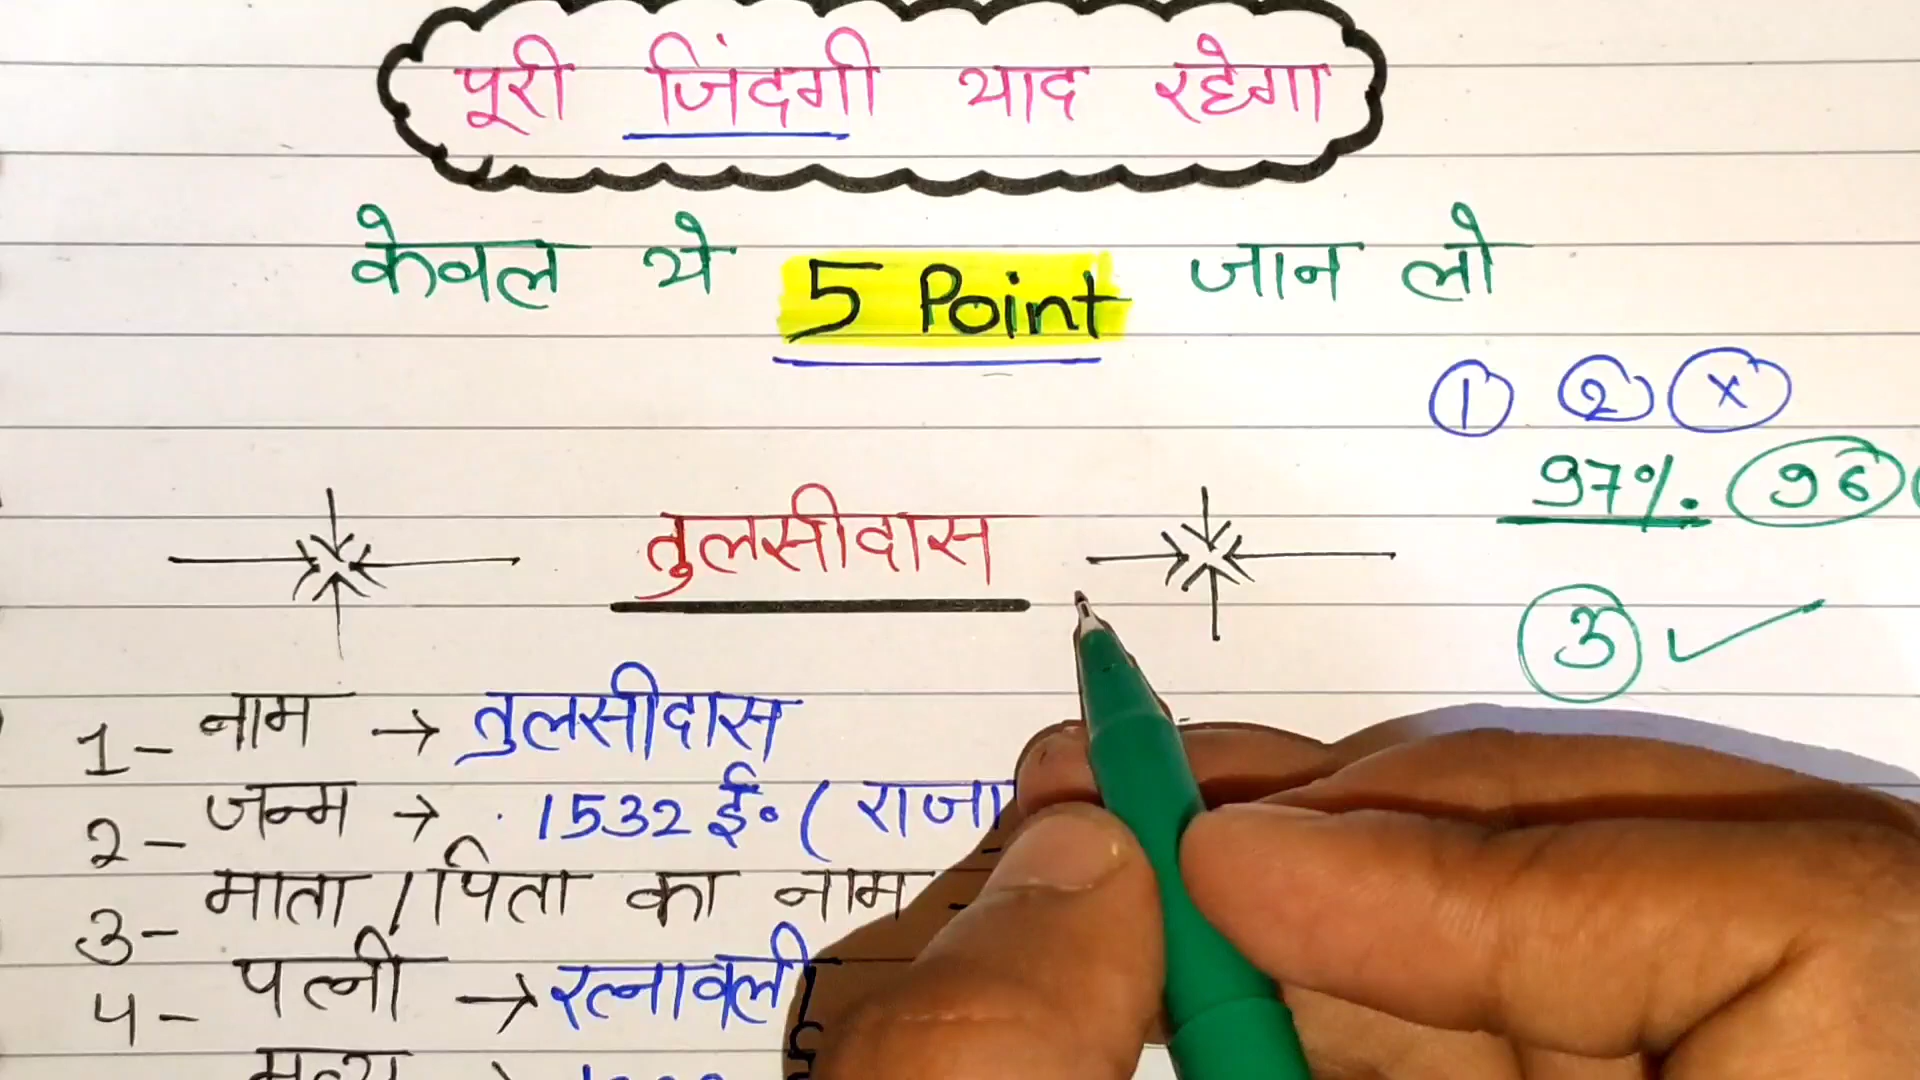 पूरी जिंदगी याद रहेगा
केवल ये 5 Point जान लो
1 2 X
97% 96
तुलसीदास
3
1- नाम → तुलसीदास
2- जन्म → 1532 ई॰ ( राजा
3- माता / पिता का नाम -
4- पत्नी → रत्नावली